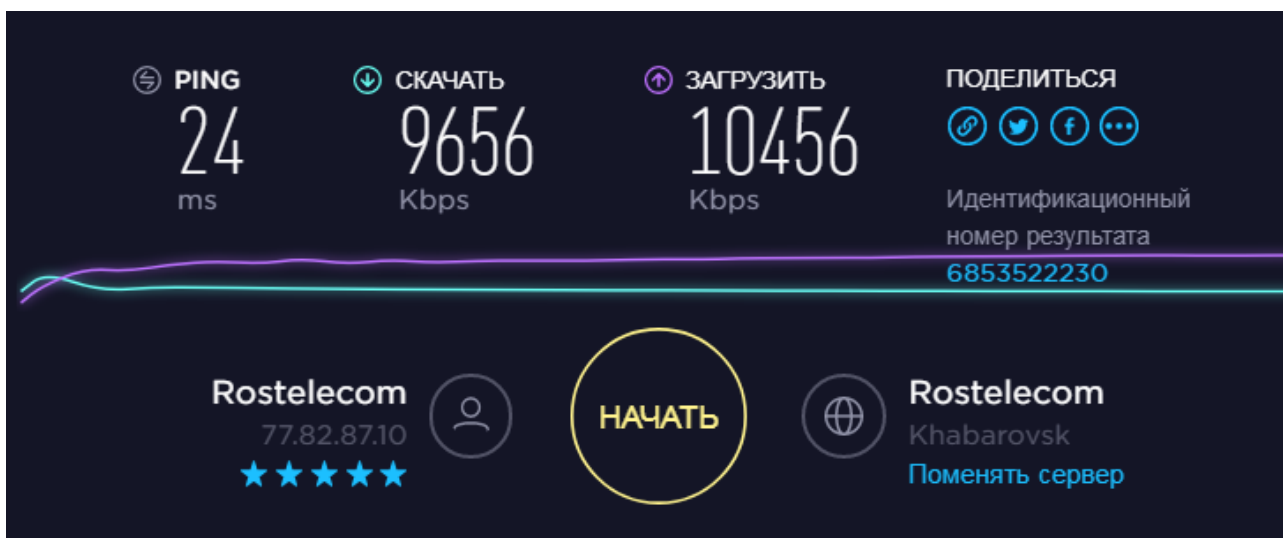 PING
24
ms
СКАЧАТЬ
9656
Kbps
ЗАГРУЗИТЬ
10456
Kbps
ПОДЕЛИТЬСЯ
Идентификационный
номер результата
6853522230
Rostelecom
77.82.87.10
НАЧАТЬ
Rostelecom
Khabarovsk
Поменять сервер